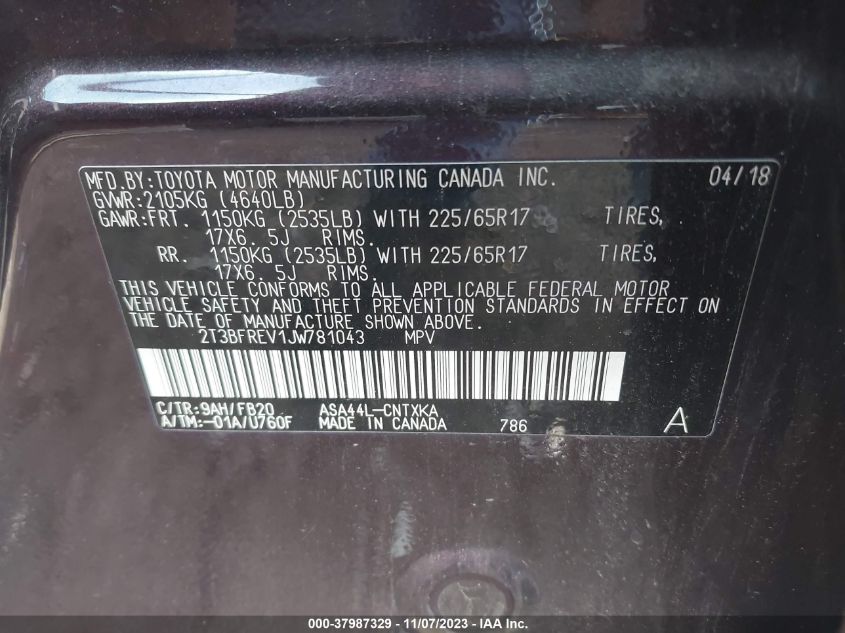 MFD.BY:TOYOTA MOTOR MANUFACTURING CANADA INC. 04/18
GVWR:2105KG (4640LB)
GAWR:FRT. 1150KG (2535LB) WITH 225/65R17 TIRES,
17X6. 5J RIMS.
RR. 1150KG (2535LB) WITH 225/65R17 TIRES,
17X6. 5J RIMS.
THIS VEHICLE CONFORMS TO ALL APPLICABLE FEDERAL MOTOR
VEHICLE SAFETY AND THEFT PREVENTION STANDARDS IN EFFECT ON
THE DATE OF MANUFACTURE SHOWN ABOVE.
2T3BFREV1JW781043 MPV
C/TR:9AH/FB20 ASA44L-CNTXKA
A/TM:-01A/U760F MADE IN CANADA 786 A
000-37987329 - 11/07/2023 - IAA Inc.